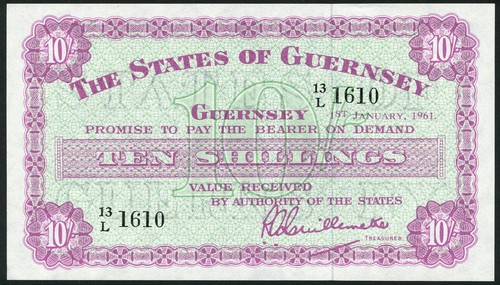 10/- 10/-
THE STATES OF GUERNSEY
13/L 1610
GUERNSEY 1ST JANUARY, 1961.
PROMISE TO PAY THE BEARER ON DEMAND
10/-
TEN SHILLINGS
VALUE RECEIVED
BY AUTHORITY OF THE STATES
13/L 1610
TREASURER.
10/- 10/-